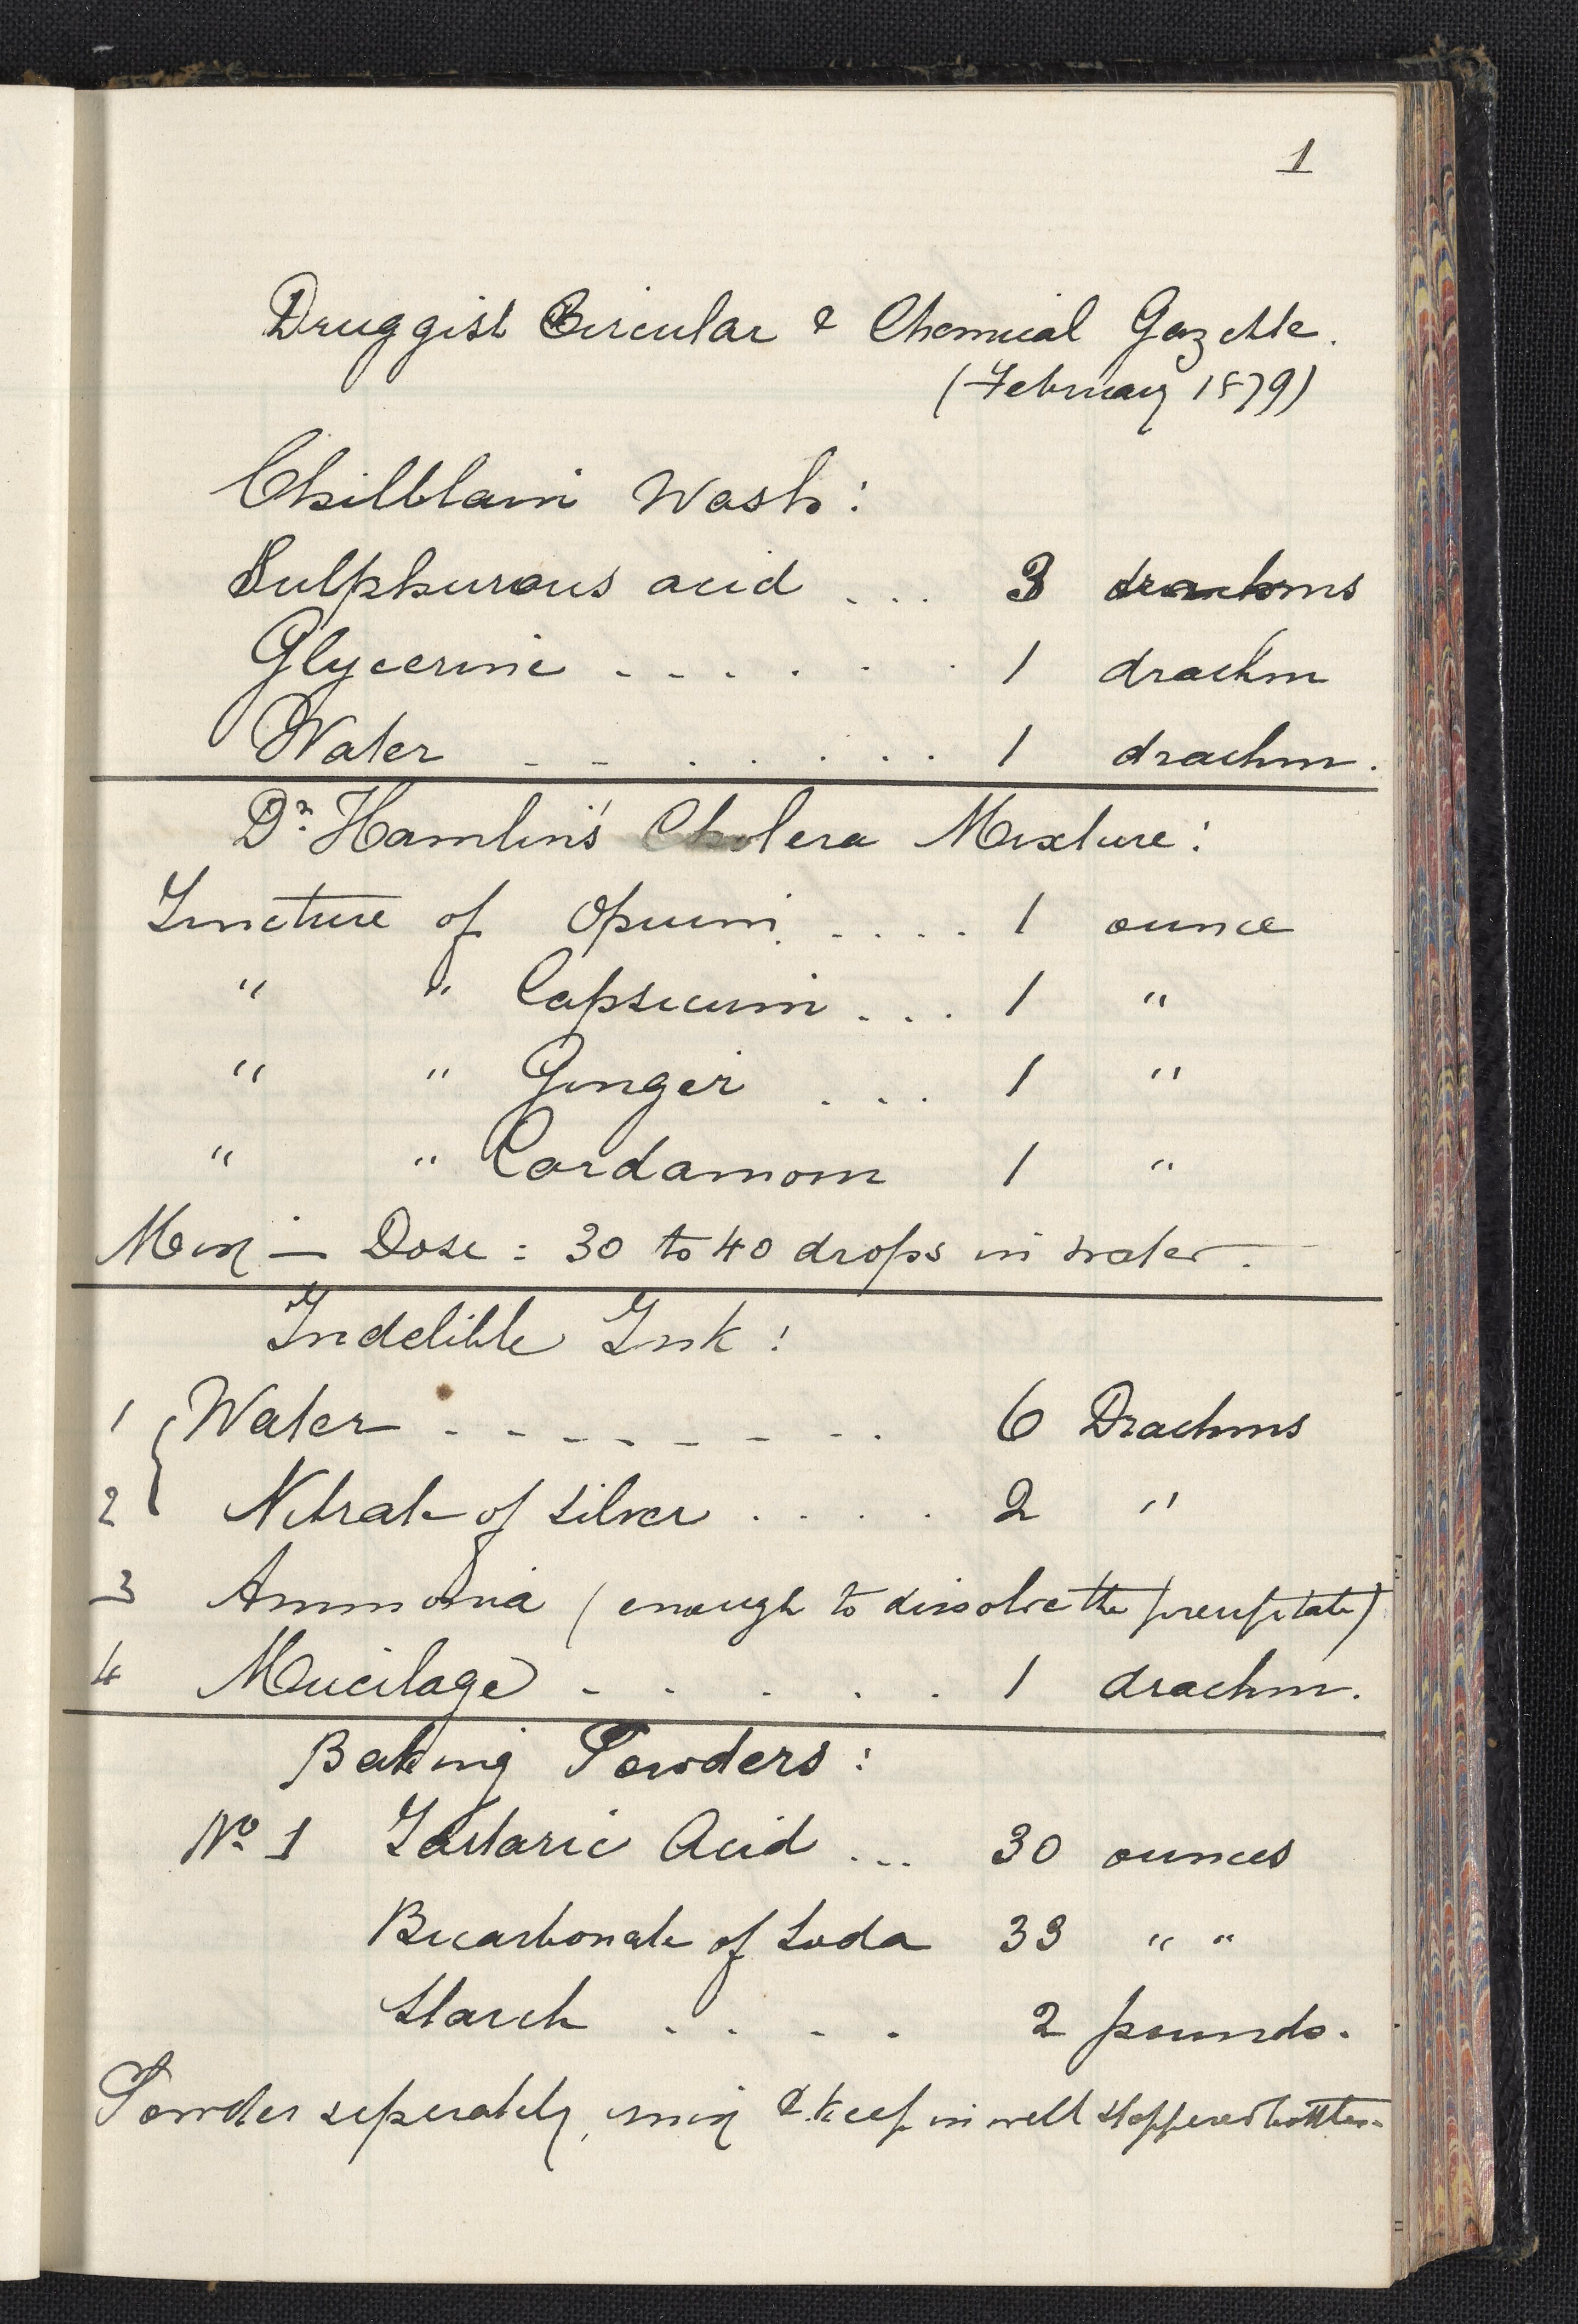 1
Druggist Circular & Chemical Gazette.
(February 1879)
Chilblain Wash:
Sulphurous acid ... 3 drachms
Glycerine - - - . . . 1 drachm
Water - - . . . . . 1 drachm.
Dr. Hamlin's Cholera Mixture:
Tincture of Opium . . . . 1 ounce
" " Capsicum . . . 1 "
" " Ginger . . . 1 "
" " Cardamom 1 "
Mix — Dose: 30 to 40 drops in water.
Indelible Ink:
1 { Water - - - - - - - . . 6 Drachms
2 Nitrate of silver . . . . 2 "
3 Ammonia (enough to dissolve the precipitate)
4 Mucilage - - . . . . 1 drachm.
Baking Powders:
No 1 Tartaric Acid ... 30 ounces
Bicarbonate of Soda 33 " "
Starch . . . . 2 pounds.
Powder seperately, mix & keep in well stoppered bottles.